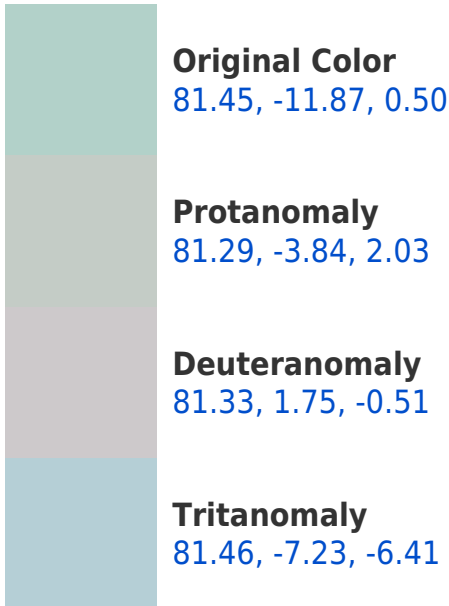 Original Color
81.45, -11.87, 0.50
Protanomaly
81.29, -3.84, 2.03
Deuteranomaly
81.33, 1.75, -0.51
Tritanomaly
81.46, -7.23, -6.41